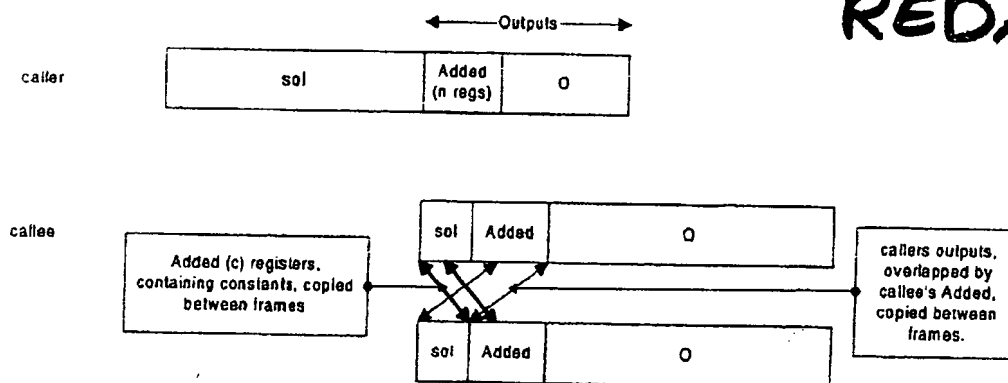 Outputs
caller
sol
Added
(n regs)
O
callee
sol
Added
O
Added (c) registers,
containing constants, copied
between frames
callers outputs,
overlapped by
callee's Added,
copied between
frames.
sol
Added
O